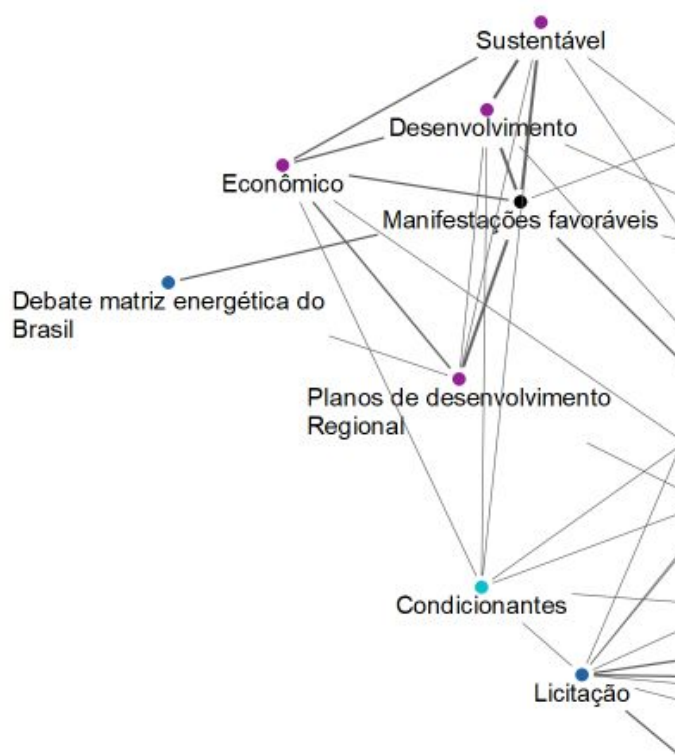 Sustentável
Desenvolvimento
Econômico
Manifestações favoráveis
Debate matriz energética do
Brasil
Planos de desenvolvimento
Regional
Condicionantes
Licitação